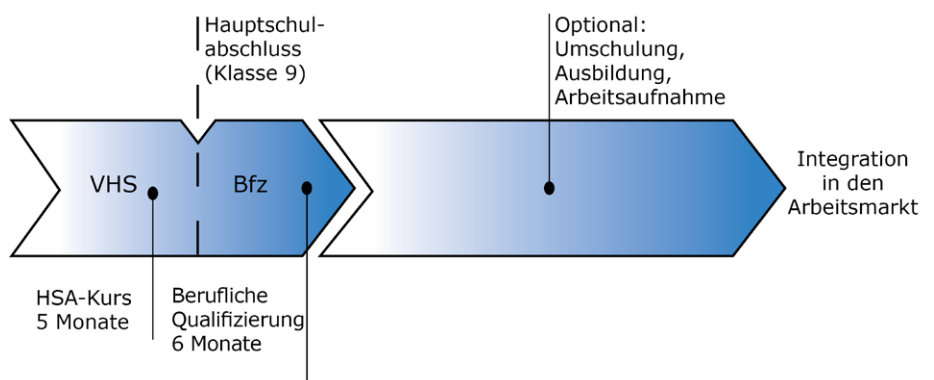 Hauptschul-
abschluss
(Klasse 9)
Optional:
Umschulung,
Ausbildung,
Arbeitsaufnahme
VHS
Bfz
Integration
in den
Arbeitsmarkt
HSA-Kurs
5 Monate
Berufliche
Qualifizierung
6 Monate